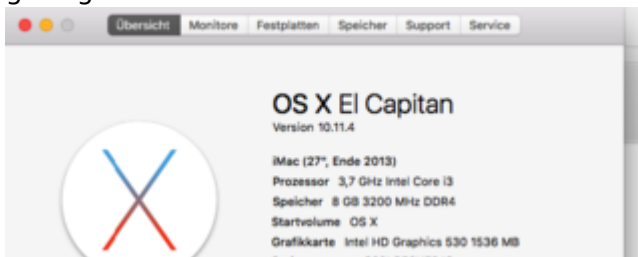 Übersicht Monitore Festplatten Speicher Support Service
OS X El Capitan
Version 10.11.4
iMac (27", Ende 2013)
Prozessor 3,7 GHz Intel Core i3
Speicher 8 GB 3200 MHz DDR4
Startvolume OS X
Grafikkarte Intel HD Graphics 530 1536 MB